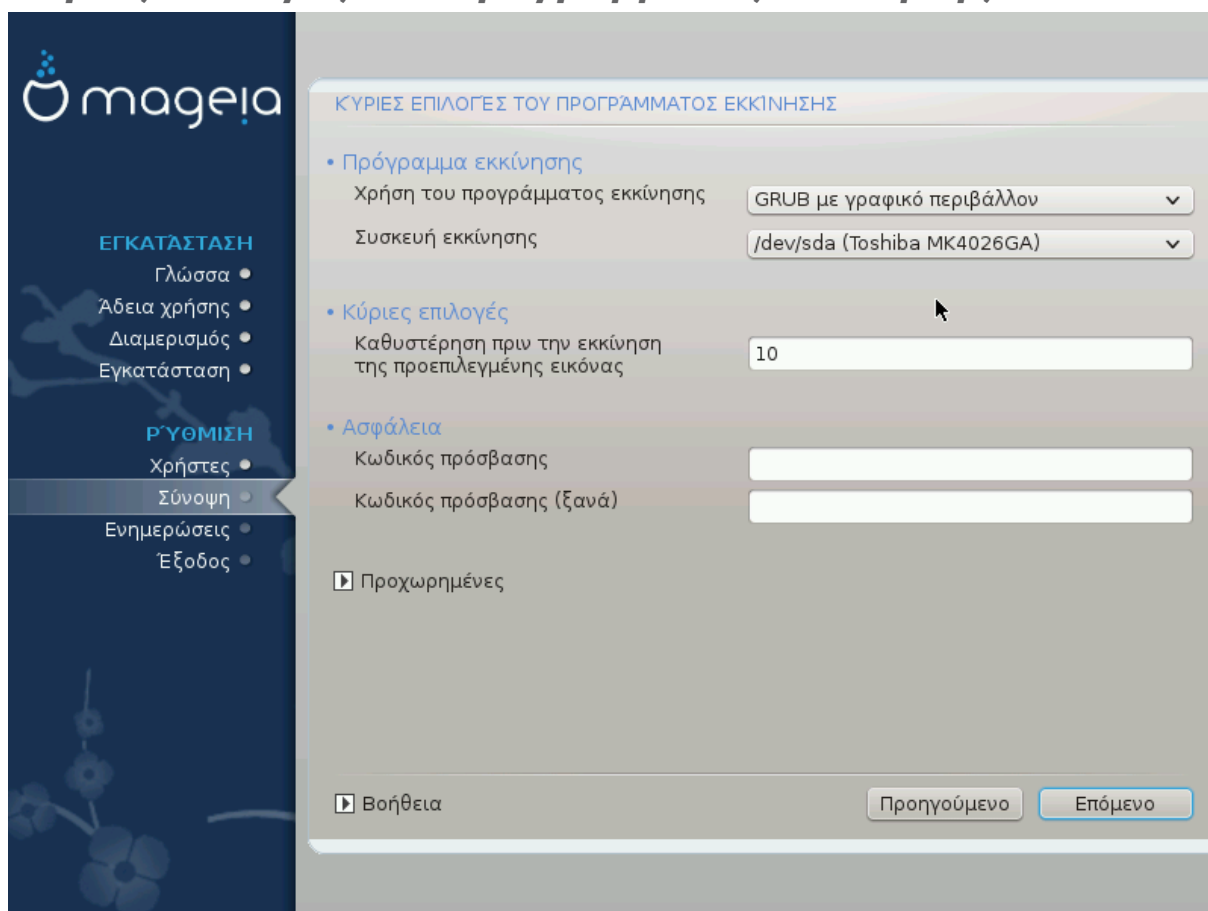 mageia
ΕΓΚΑΤΆΣΤΑΣΗ
Γλώσσα
Άδεια χρήσης
Διαμερισμός
Εγκατάσταση
ΡΎΘΜΙΣΗ
Χρήστες
Σύνοψη
Ενημερώσεις
Έξοδος
ΚΎΡΙΕΣ ΕΠΙΛΟΓΈΣ ΤΟΥ ΠΡΟΓΡΆΜΜΑΤΟΣ ΕΚΚΊΝΗΣΗΣ
• Πρόγραμμα εκκίνησης
Χρήση του προγράμματος εκκίνησης
GRUB με γραφικό περιβάλλον
Συσκευή εκκίνησης
/dev/sda (Toshiba MK4026GA)
• Κύριες επιλογές
Καθυστέρηση πριν την εκκίνηση
της προεπιλεγμένης εικόνας
10
• Ασφάλεια
Κωδικός πρόσβασης
Κωδικός πρόσβασης (ξανά)
Προχωρημένες
Βοήθεια
Προηγούμενο
Επόμενο